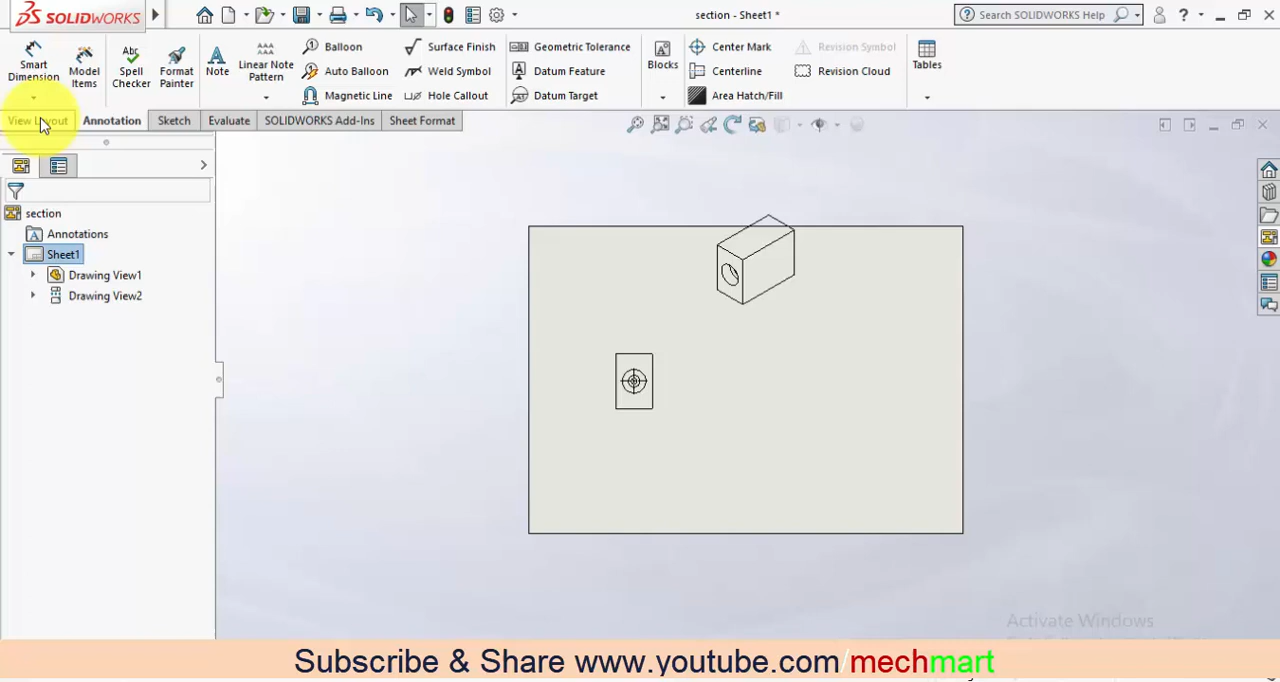 SOLIDWORKS
section - Sheet1 *
Search SOLIDWORKS Help
Smart Dimension
Model Items
Spell Checker
Format Painter
Note
Linear Note Pattern
Balloon
Auto Balloon
Magnetic Line
Surface Finish
Weld Symbol
Hole Callout
Geometric Tolerance
Datum Feature
Datum Target
Blocks
Center Mark
Centerline
Area Hatch/Fill
Revision Symbol
Revision Cloud
Tables
View Layout
Annotation
Sketch
Evaluate
SOLIDWORKS Add-Ins
Sheet Format
section
Annotations
Sheet1
Drawing View1
Drawing View2
Activate Windows
Subscribe & Share www.youtube.com/mechmart